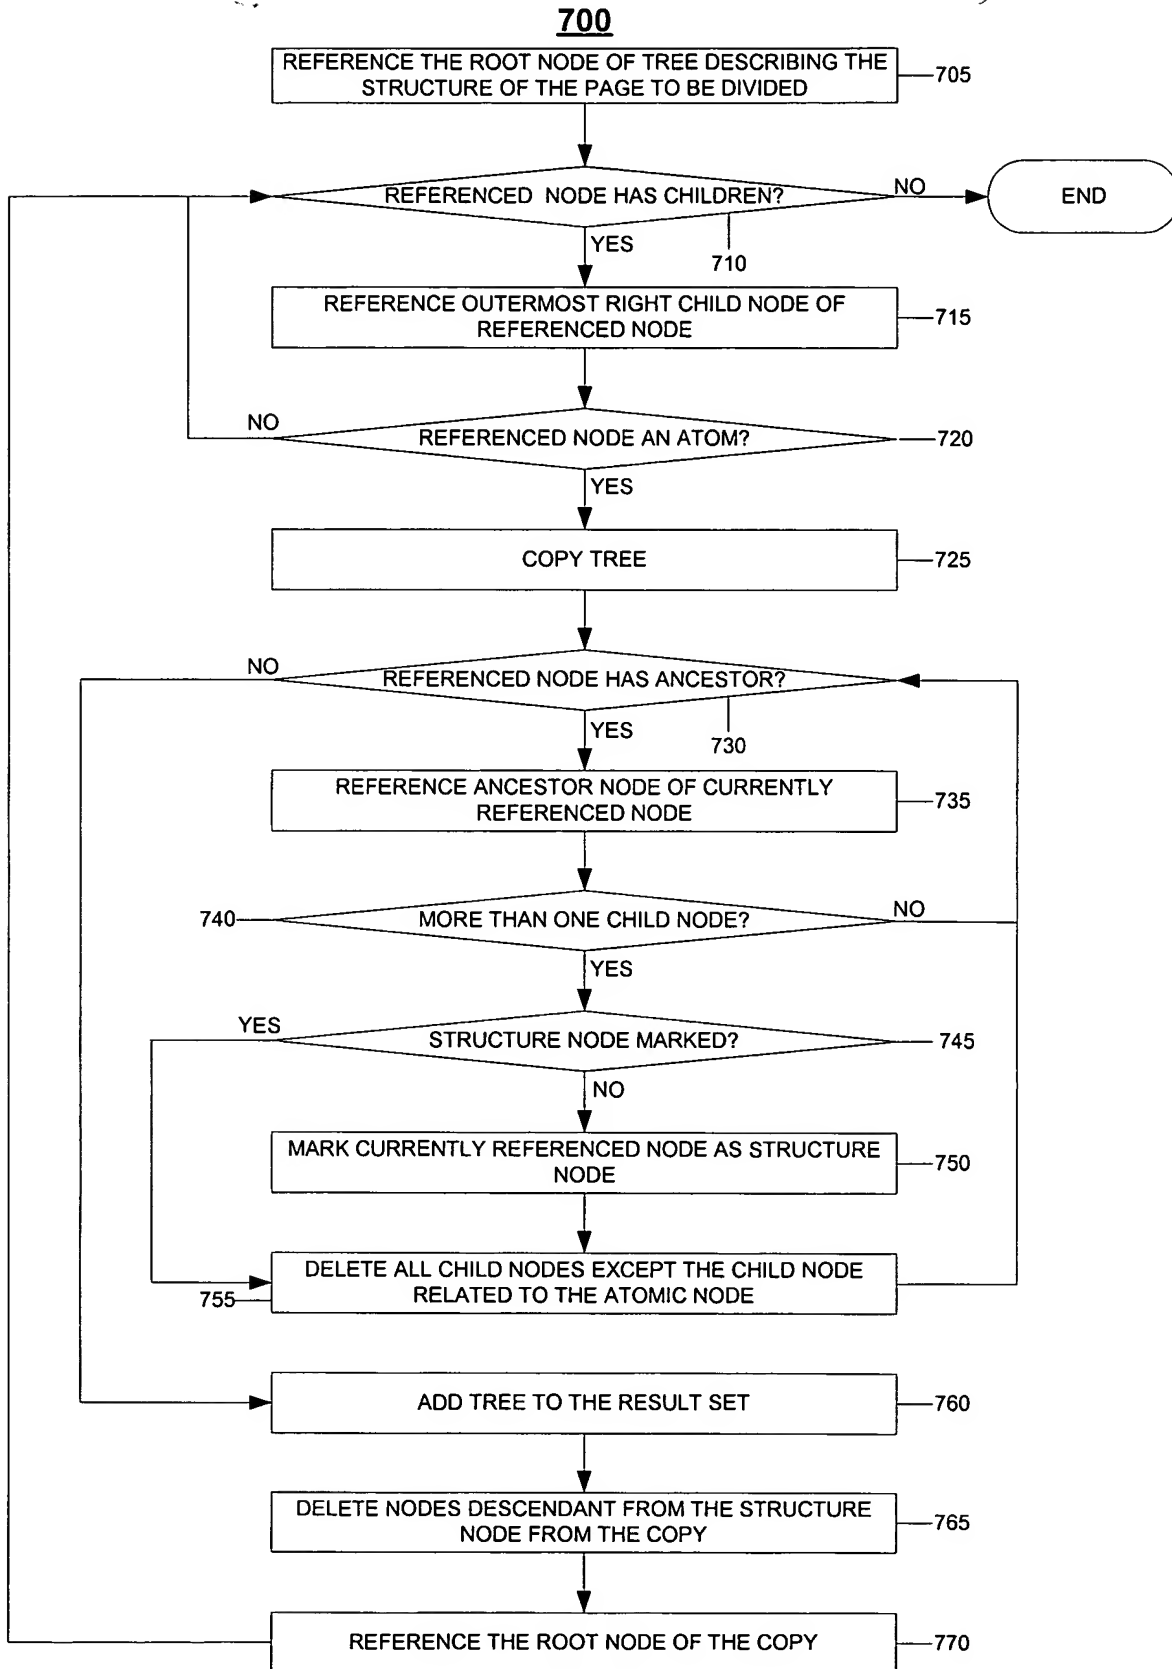 700
REFERENCE THE ROOT NODE OF TREE DESCRIBING THE
STRUCTURE OF THE PAGE TO BE DIVIDED
705
REFERENCED NODE HAS CHILDREN?
NO
END
YES
710
REFERENCE OUTERMOST RIGHT CHILD NODE OF
REFERENCED NODE
715
NO
REFERENCED NODE AN ATOM?
720
YES
COPY TREE
725
NO
REFERENCED NODE HAS ANCESTOR?
YES
730
REFERENCE ANCESTOR NODE OF CURRENTLY
REFERENCED NODE
735
740
MORE THAN ONE CHILD NODE?
NO
YES
YES
STRUCTURE NODE MARKED?
745
NO
MARK CURRENTLY REFERENCED NODE AS STRUCTURE
NODE
750
DELETE ALL CHILD NODES EXCEPT THE CHILD NODE
RELATED TO THE ATOMIC NODE
755
ADD TREE TO THE RESULT SET
760
DELETE NODES DESCENDANT FROM THE STRUCTURE
NODE FROM THE COPY
765
REFERENCE THE ROOT NODE OF THE COPY
770